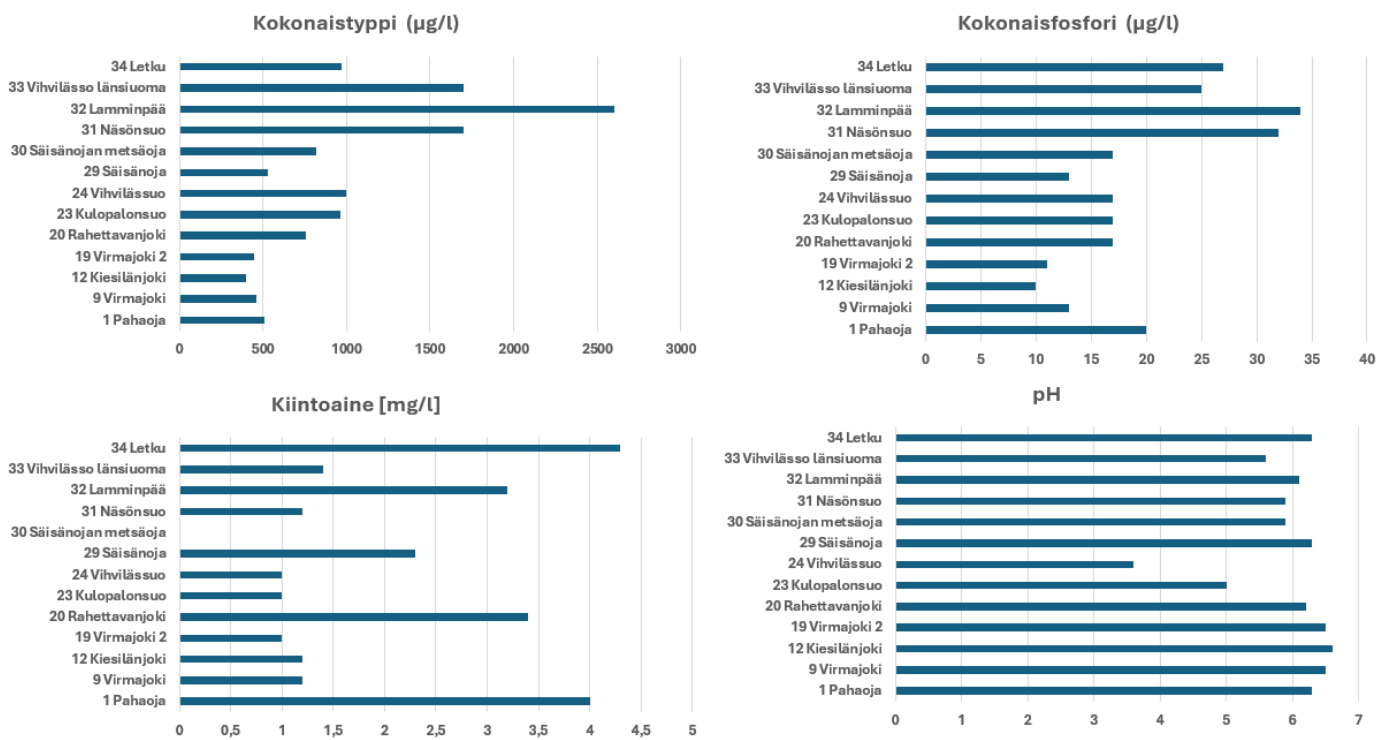 Kokonaistyppi (µg/l)
34 Letku
33 Vihvilässo länsiuoma
32 Lamminpää
31 Näsönsuo
30 Säisänojan metsäoja
29 Säisänoja
24 Vihvilässuo
23 Kulopalonsuo
20 Rahettavanjoki
19 Virmajoki 2
12 Kiesilänjoki
9 Virmajoki
1 Pahaoja
0 500 1000 1500 2000 2500 3000
Kokonaisfosfori (µg/l)
34 Letku
33 Vihvilässo länsiuoma
32 Lamminpää
31 Näsönsuo
30 Säisänojan metsäoja
29 Säisänoja
24 Vihvilässuo
23 Kulopalonsuo
20 Rahettavanjoki
19 Virmajoki 2
12 Kiesilänjoki
9 Virmajoki
1 Pahaoja
0 5 10 15 20 25 30 35 40
Kiintoaine [mg/l]
34 Letku
33 Vihvilässo länsiuoma
32 Lamminpää
31 Näsönsuo
30 Säisänojan metsäoja
29 Säisänoja
24 Vihvilässuo
23 Kulopalonsuo
20 Rahettavanjoki
19 Virmajoki 2
12 Kiesilänjoki
9 Virmajoki
1 Pahaoja
0 0,5 1 1,5 2 2,5 3 3,5 4 4,5 5
pH
34 Letku
33 Vihvilässo länsiuoma
32 Lamminpää
31 Näsönsuo
30 Säisänojan metsäoja
29 Säisänoja
24 Vihvilässuo
23 Kulopalonsuo
20 Rahettavanjoki
19 Virmajoki 2
12 Kiesilänjoki
9 Virmajoki
1 Pahaoja
0 1 2 3 4 5 6 7